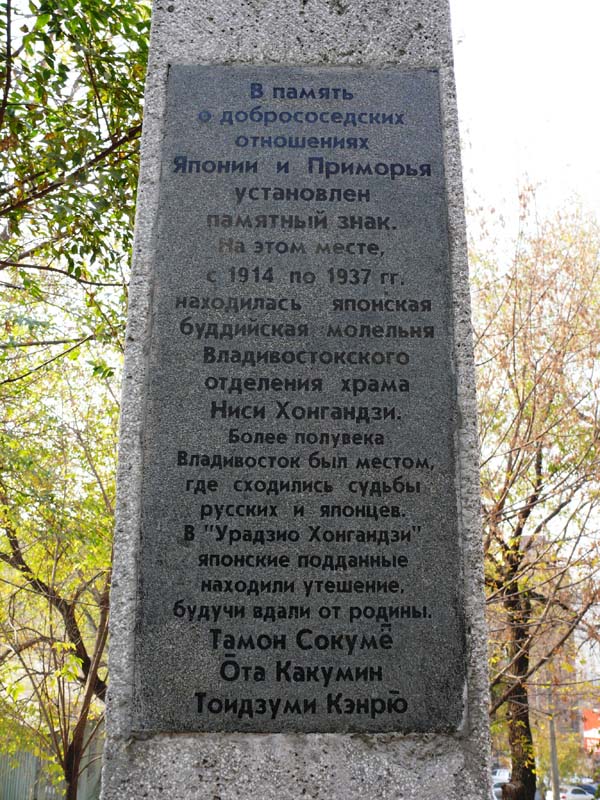 В память
о добрососедских
отношениях
Японии и Приморья
установлен
памятный знак.
На этом месте,
с 1914 по 1937 гг.
находилась японская
буддийская молельня
Владивостокского
отделения храма
Ниси Хонгандзи.
Более полувека
Владивосток был местом,
где сходились судьбы
русских и японцев.
В "Урадзио Хонгандзи"
японские подданные
находили утешение,
будучи вдали от родины.
Тамон Сокумē
Ōта Какумин
Тоидзуми Кэнрю̄